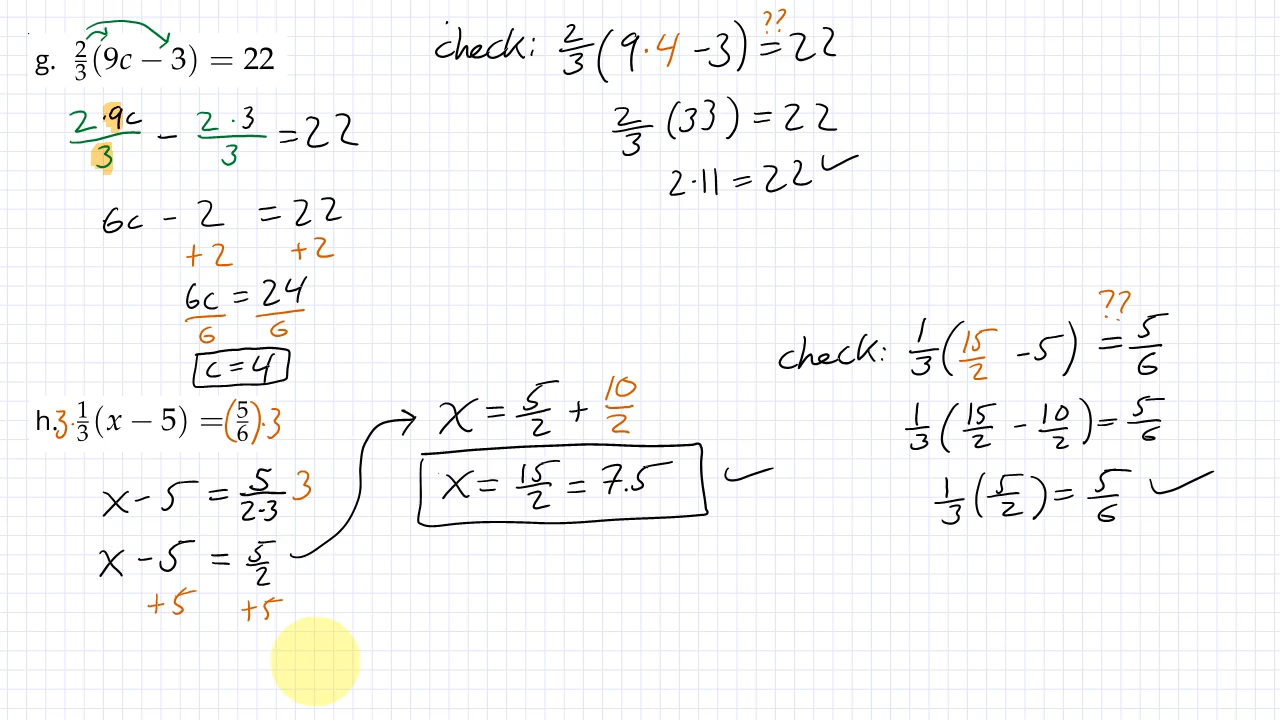 g. 2/3(9c − 3) = 22
2·9c/3 − 2·3/3 = 22
6c − 2 = 22
+2 +2
6c/6 = 24/6
c = 4
check: 2/3(9·4 − 3) = 22
??
2/3(33) = 22
2·11 = 22 ✓
h. 3·1/3(x − 5) = (5/6)·3
x − 5 = 5/2·3 3
x − 5 = 5/2
+5 +5
x = 5/2 + 10/2
x = 15/2 = 7.5 ✓
check: 1/3(15/2 − 5) = 5/6
??
1/3(15/2 − 10/2) = 5/6
1/3(5/2) = 5/6 ✓